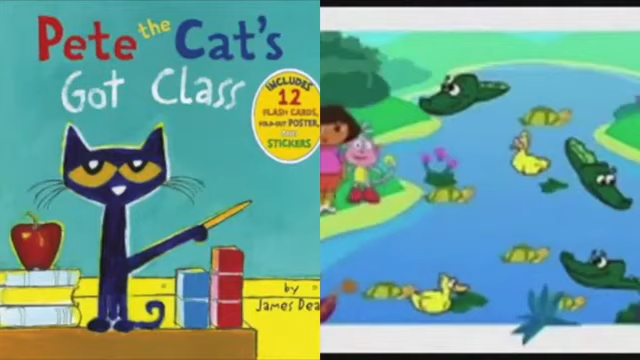 Pete the Cat's
Got Class
INCLUDES
12
FLASH CARDS,
FOLD-OUT POSTER,
AND
STICKERS
by
James Dea